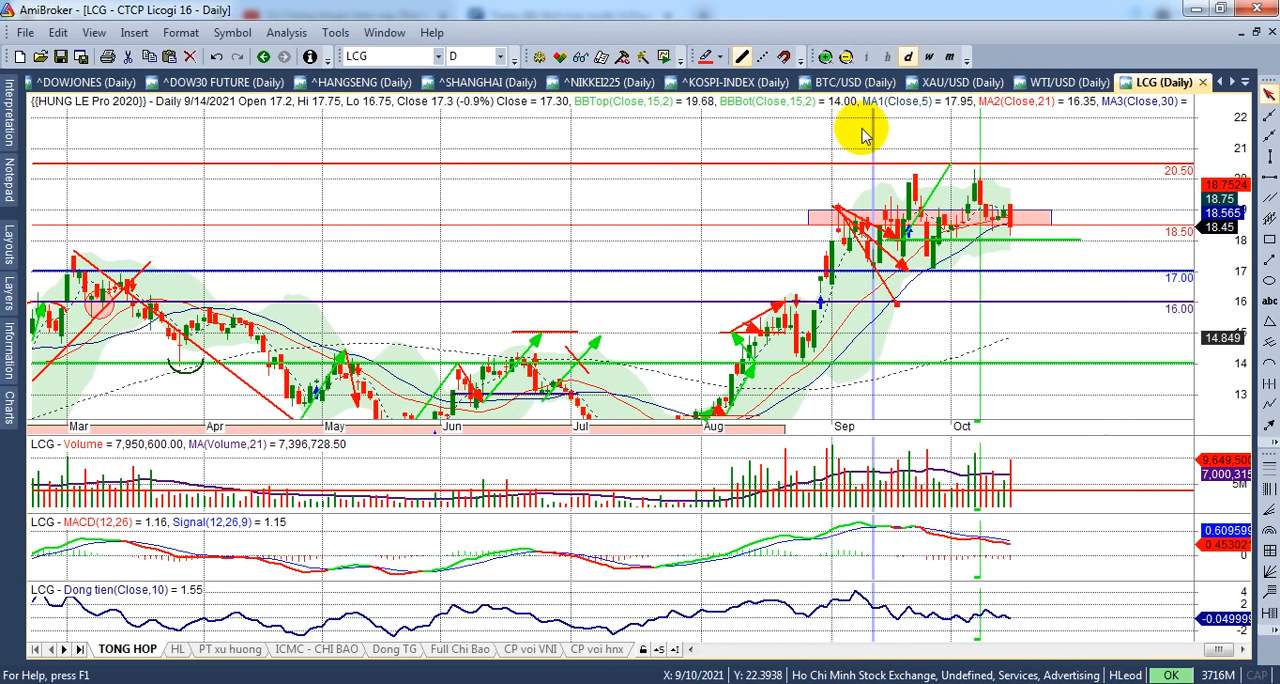 AmiBroker - [LCG - CTCP Licogi 16 - Daily]
File Edit View Insert Format Symbol Analysis Tools Window Help
LCG D i h d w m
^DOWJONES (Daily) ^DOW30 FUTURE (Daily) ^HANGSENG (Daily) ^SHANGHAI (Daily) ^NIKKEI225 (Daily) ^KOSPI-INDEX (Daily) BTC/USD (Daily) XAU/USD (Daily) WTI/USD (Daily) LCG (Daily)
{{HUNG LE Pro 2020}} - Daily 9/14/2021 Open 17.2, Hi 17.75, Lo 16.75, Close 17.3 (-0.9%) Close = 17.30, BBTop(Close,15,2) = 19.68, BBBot(Close,15,2) = 14.00, MA1(Close,5) = 17.95, MA2(Close,21) = 16.35, MA3(Close,30) =
Interpretation
Notepad
Layouts
Layers
Information
Charts
22
21
20.50
18.7524
18.75
18.565
18.45
18.50
18
17
17.00
16
16.00
14.849
14
13
Mar Apr May Jun Jul Aug Sep Oct
LCG - Volume = 7,950,600.00, MA(Volume,21) = 7,396,728.50
9,649,500
7,000,315
5M
LCG - MACD(12,26) = 1.16, Signal(12,26,9) = 1.15
0.609599
0.45302
0
LCG - Dong tien(Close,10) = 1.55
4
2
-0.049999
-2
TONG HOP HL PT xu huong ICMC - CHI BAO Dong TG Full Chi Bao CP voi VNI CP voi hnx
For Help, press F1 X: 9/10/2021 Y: 22.3938 Ho Chi Minh Stock Exchange, Undefined, Services, Advertising HLeod OK 3716M CAP